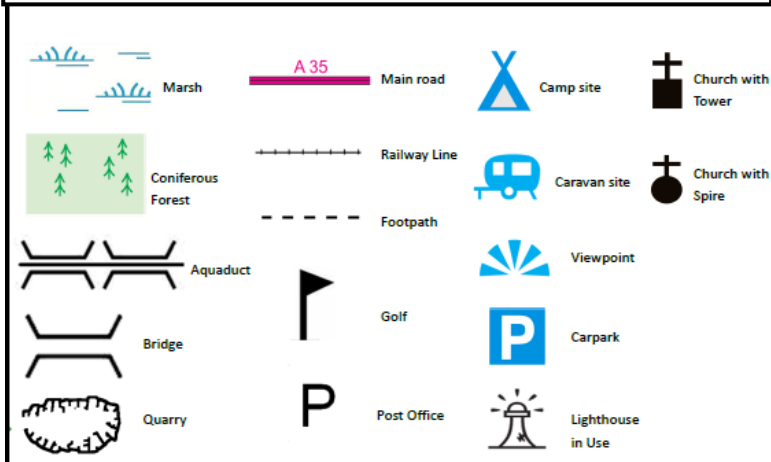 Marsh
Coniferous
Forest
Aquaduct
Bridge
Quarry
A 35
Main road
Railway Line
Footpath
Golf
P
Post Office
Camp site
Caravan site
Viewpoint
P
Carpark
Lighthouse
in Use
Church with
Tower
Church with
Spire